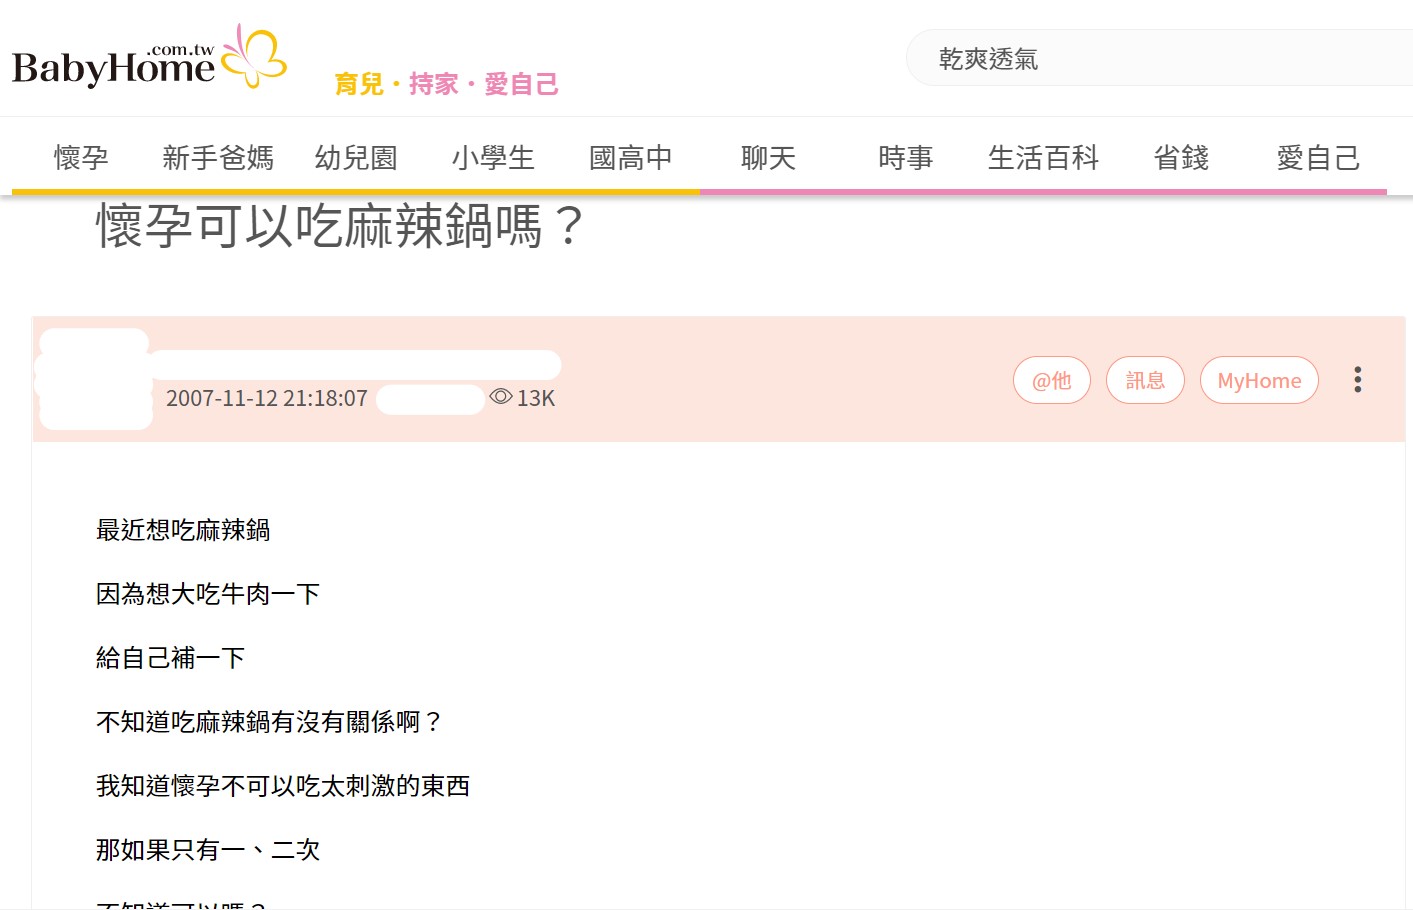 BabyHome.com.tw
育兒・持家・愛自己
乾爽透氣
懷孕 新手爸媽 幼兒園 小學生 國高中 聊天 時事 生活百科 省錢 愛自己
懷孕可以吃麻辣鍋嗎？
2007-11-12 21:18:07 13K
@他 訊息 MyHome
最近想吃麻辣鍋
因為想大吃牛肉一下
給自己補一下
不知道吃麻辣鍋有沒有關係啊？
我知道懷孕不可以吃太刺激的東西
那如果只有一、二次
不知道可以嗎？